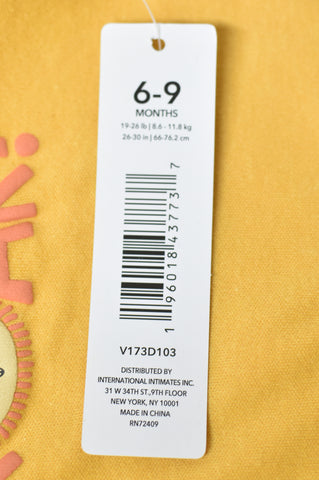 6-9
MONTHS
19-26 lb | 8.6 - 11.8 kg
26-30 in | 66-76.2 cm
1 96018 43773 7
V173D103
DISTRIBUTED BY
INTERNATIONAL INTIMATES INC.
31 W 34TH ST.,9TH FLOOR
NEW YORK, NY 10001
MADE IN CHINA
RN72409